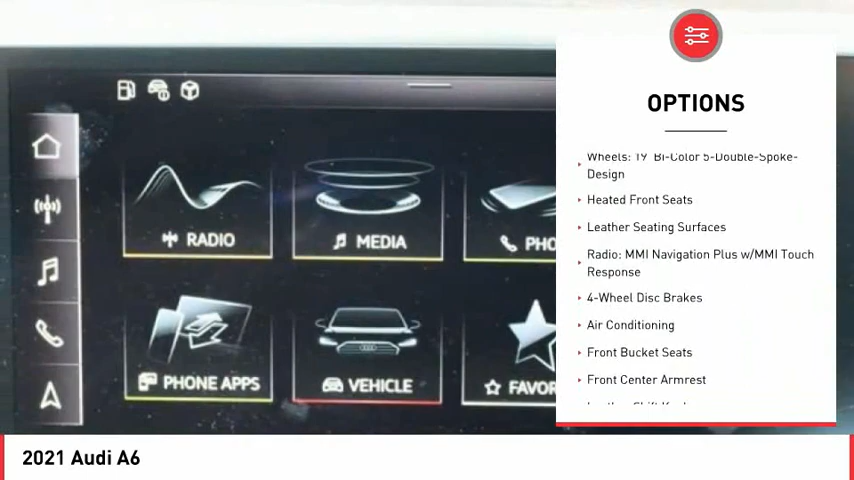 OPTIONS
Wheels: 19 Bi-Color 5-Double-Spoke-
Design
Heated Front Seats
Leather Seating Surfaces
Radio: MMI Navigation Plus w/MMI Touch
Response
4-Wheel Disc Brakes
Air Conditioning
Front Bucket Seats
Front Center Armrest
RADIO
MEDIA
PHO
PHONE APPS
VEHICLE
FAVOR
2021 Audi A6